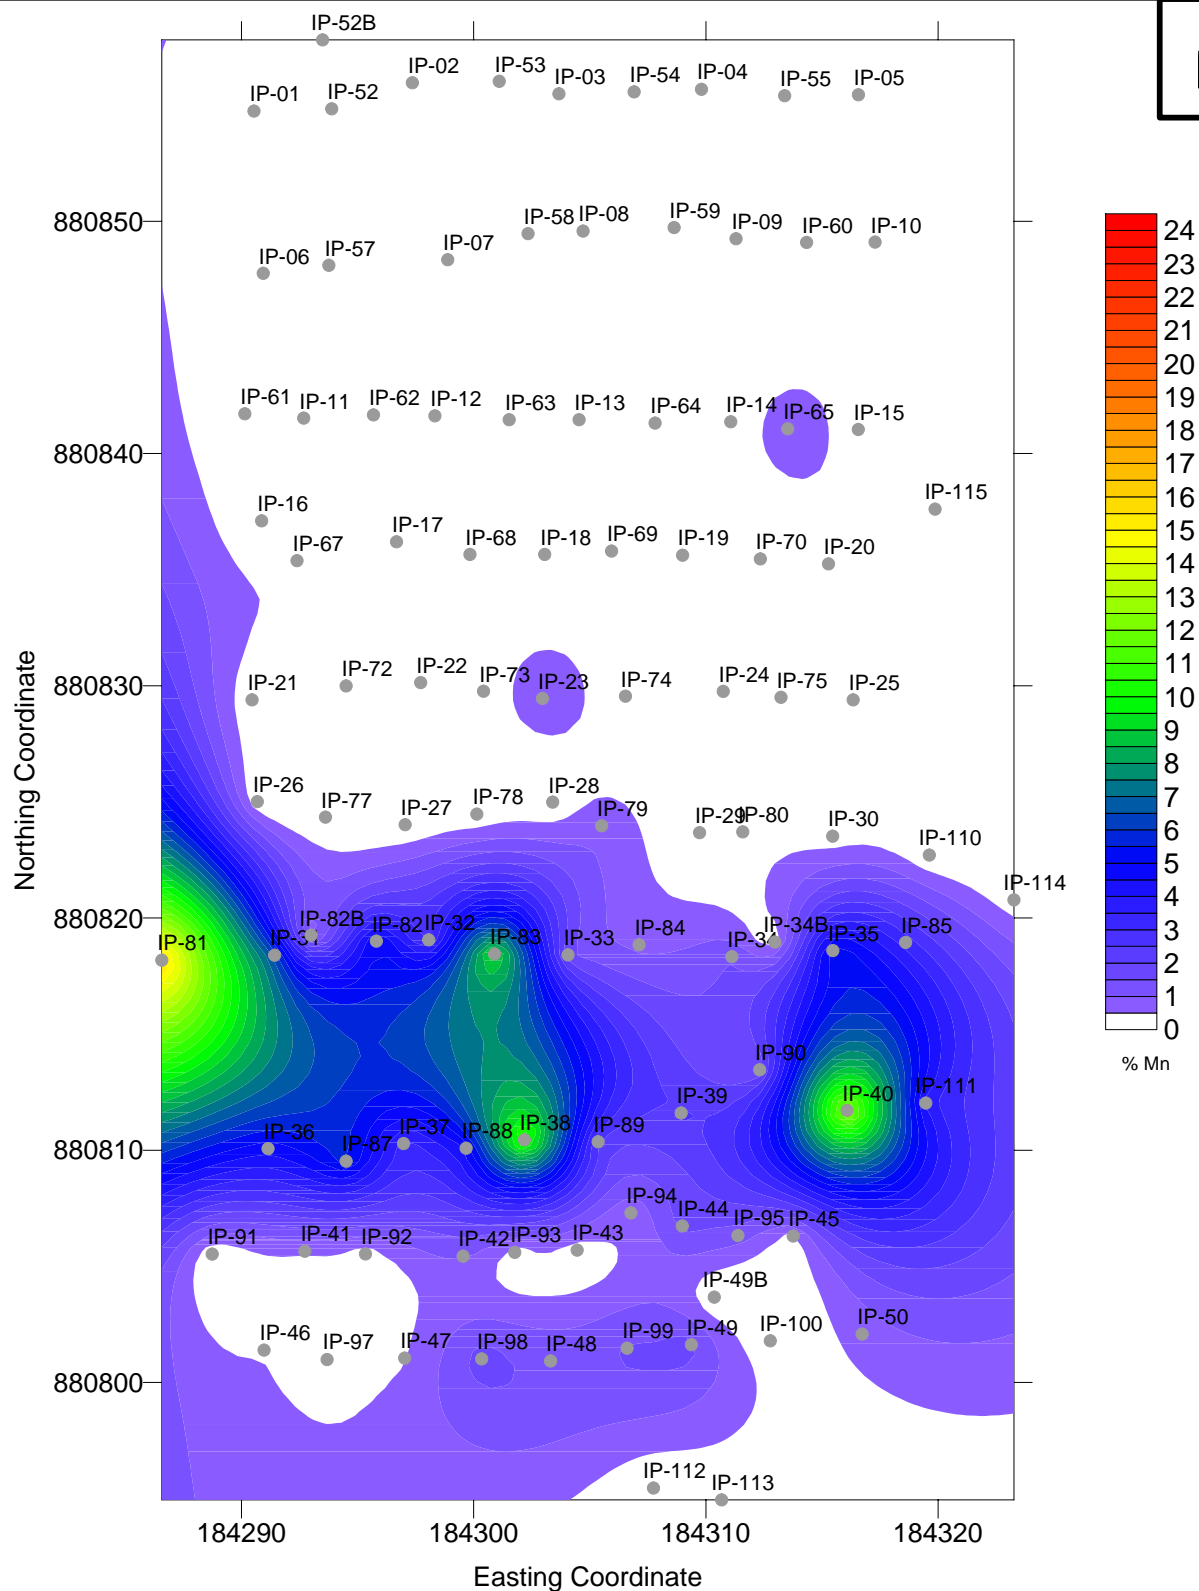 IP-52B
IP-02 IP-53 IP-03 IP-54 IP-04 IP-55 IP-05
IP-01 IP-52
880850
IP-58 IP-08 IP-59 IP-09 IP-60 IP-10
IP-06 IP-57 IP-07
IP-61 IP-11 IP-62 IP-12 IP-63 IP-13 IP-64 IP-14 IP-65 IP-15
880840
IP-115
IP-16 IP-67 IP-17 IP-68 IP-18 IP-69 IP-19 IP-70 IP-20
880830
IP-21 IP-72 IP-22 IP-73 IP-23 IP-74 IP-24 IP-75 IP-25
IP-26 IP-77 IP-27 IP-78 IP-28 IP-79 IP-29 IP-80 IP-30
IP-110
IP-114
880820
IP-81 IP-31 IP-82B IP-82 IP-32 IP-83 IP-33 IP-84 IP-34 IP-34B IP-35 IP-85
IP-90
IP-39 IP-40 IP-111
880810
IP-36 IP-87 IP-37 IP-88 IP-38 IP-89
IP-94 IP-44 IP-95 IP-45
IP-91 IP-41 IP-92 IP-42 IP-93 IP-43
IP-49B
IP-46 IP-97 IP-47 IP-98 IP-48 IP-99 IP-49 IP-100 IP-50
880800
IP-112 IP-113
184290 184300 184310 184320
Easting Coordinate
Northing Coordinate
24
23
22
21
20
19
18
17
16
15
14
13
12
11
10
9
8
7
6
5
4
3
2
1
0
% Mn